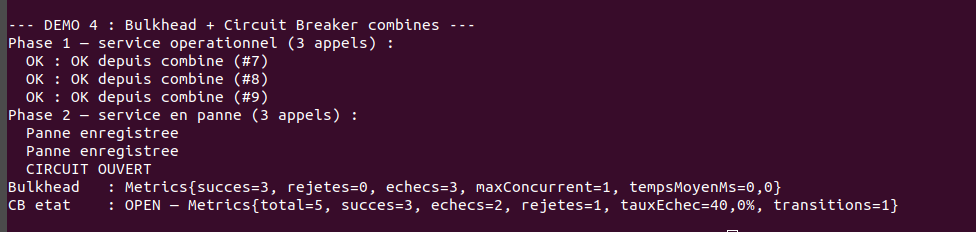 --- DEMO 4 : Bulkhead + Circuit Breaker combines ---
Phase 1 — service operationnel (3 appels) :
OK : OK depuis combine (#7)
OK : OK depuis combine (#8)
OK : OK depuis combine (#9)
Phase 2 — service en panne (3 appels) :
Panne enregistree
Panne enregistree
CIRCUIT OUVERT
Bulkhead : Metrics{succes=3, rejetes=0, echecs=3, maxConcurrent=1, tempsMoyenMs=0,0}
CB etat : OPEN — Metrics{total=5, succes=3, echecs=2, rejetes=1, tauxEchec=40,0%, transitions=1}